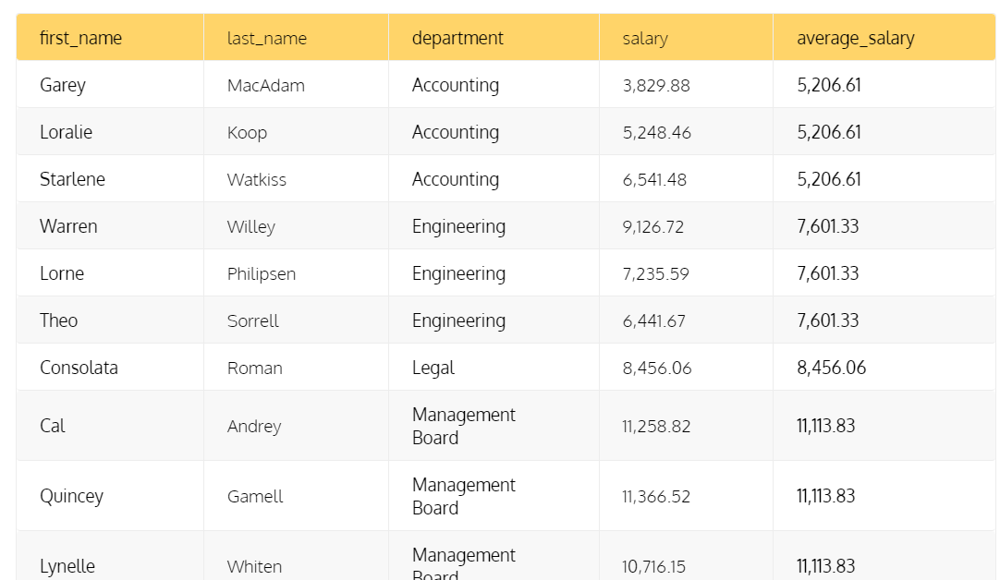 first_name last_name department salary average_salary
Garey MacAdam Accounting 3,829.88 5,206.61
Loralie Koop Accounting 5,248.46 5,206.61
Starlene Watkiss Accounting 6,541.48 5,206.61
Warren Willey Engineering 9,126.72 7,601.33
Lorne Philipsen Engineering 7,235.59 7,601.33
Theo Sorrell Engineering 6,441.67 7,601.33
Consolata Roman Legal 8,456.06 8,456.06
Cal Andrey Management Board 11,258.82 11,113.83
Quincey Gamell Management Board 11,366.52 11,113.83
Lynelle Whiten Management Board 10,716.15 11,113.83